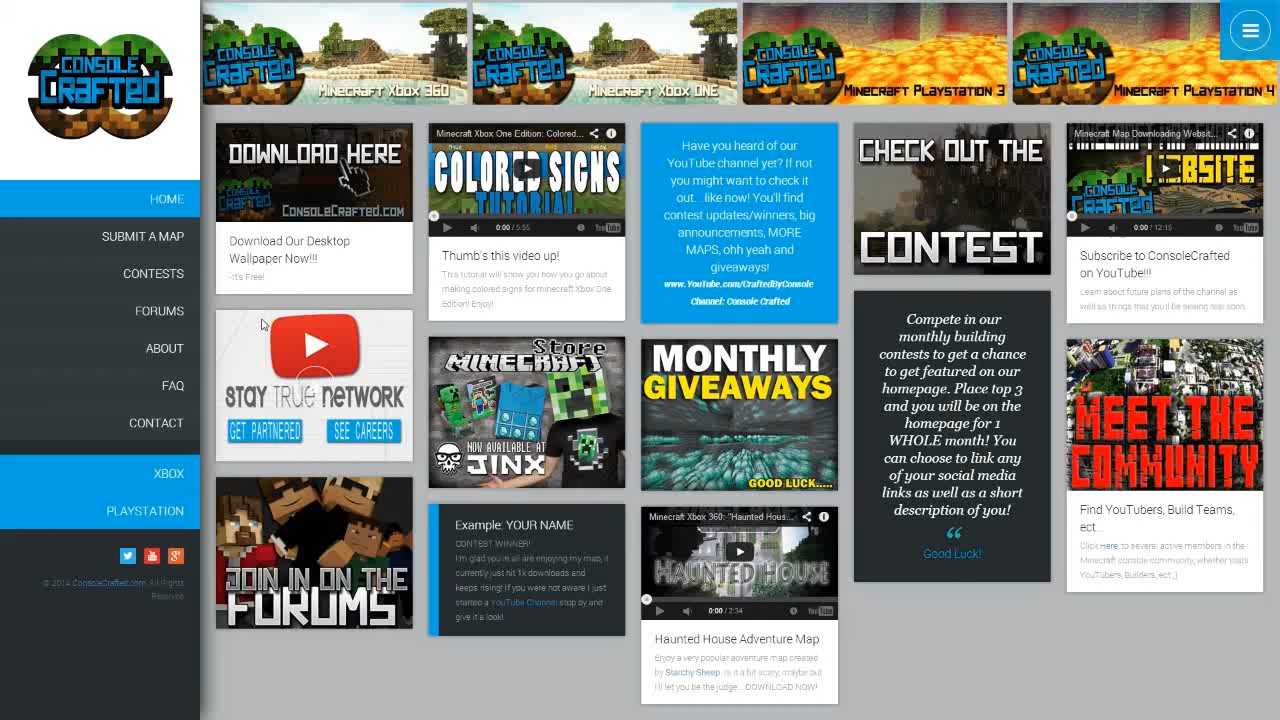 CONSOLE
CRAFTED
HOME
SUBMIT A MAP
CONTESTS
FORUMS
ABOUT
FAQ
CONTACT
XBOX
PLAYSTATION
© 2014 ConsoleCrafted.com. All Rights
Reserved
CONSOLE
CRAFTED
Minecraft Xbox 360
CONSOLE
CRAFTED
Minecraft Xbox ONE
CONSOLE
CRAFTED
Minecraft Playstation 3
CONSOLE
CRAFTED
Minecraft Playstation 4
DOWNLOAD HERE
ConsoleCrafted.com
Download Our Desktop
Wallpaper Now!!!
-It's Free!
STAY TRUE NETWORK
GET PARTNERED
SEE CAREERS
JOIN IN ON THE
FORUMS
Minecraft Xbox One Edition: Colored...
COLORED SIGNS
TUTORIAL
0:00 / 5:55
YouTube
Thumb's this video up!
This tutorial will show you how you go about
making colored signs for minecraft Xbox One
Edition! Enjoy!
Store
MINECRAFT
NOW AVAILABLE AT
JINX
Example: YOUR NAME
CONTEST WINNER!
I'm glad you're all are enjoying my map, it
currently just hit 1k downloads and
keeps rising! If you were not aware I just
started a YouTube Channel stop by and
give it a look!
Have you heard of our
YouTube channel yet? If not
you might want to check it
out... like now! You'll find
contest updates/winners, big
announcements, MORE
MAPS, ohh yeah and
giveaways!
www.YouTube.com/CraftedByConsole
Channel: Console Crafted
MONTHLY
GIVEAWAYS
GOOD LUCK.....
Minecraft Xbox 360: "Haunted Hous...
HAUNTED HOUSE
0:00 / 2:34
YouTube
Haunted House Adventure Map
Enjoy a very popular adventure map created
by Starchy Sheep. Is it a bit scary, maybe but
I'll let you be the judge... DOWNLOAD NOW!
CHECK OUT THE
CONTEST
Compete in our
monthly building
contests to get a chance
to get featured on our
homepage. Place top 3
and you will be on the
homepage for 1
WHOLE month! You
can choose to link any
of your social media
links as well as a short
description of you!
“
Good Luck!
Minecraft Map Downloading Websit...
WEBSITE
CONSOLE
CRAFTED
0:00 / 12:15
YouTube
Subscribe to ConsoleCrafted
on YouTube!!!
Learn about future plans of the channel as
well as things that you'll be seeing real soon.
MEET THE
COMMUNITY
Find YouTubers, Build Teams,
ect...
Click Here, to several active members in the
Minecraft console community, whether thats
YouTubers, Builders, ect ;)